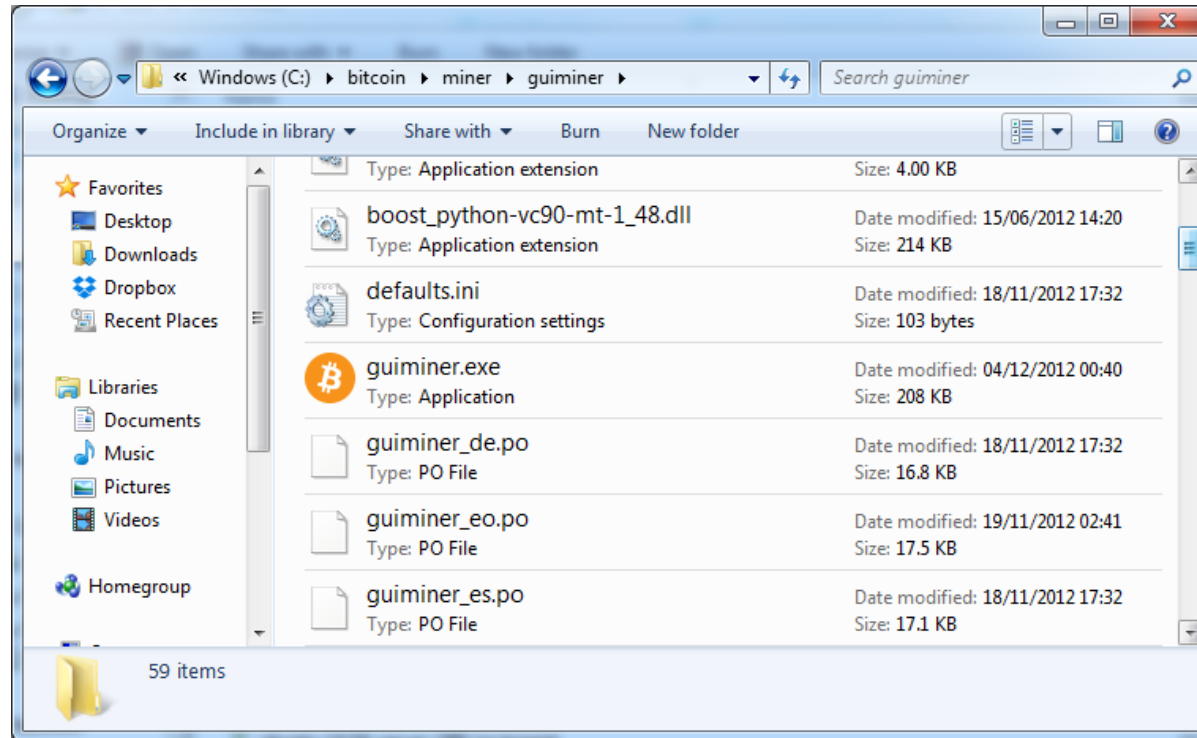 « Windows (C:) ▸ bitcoin ▸ miner ▸ guiminer ▸ Search guiminer
Organize Include in library Share with Burn New folder
Favorites
Desktop
Downloads
Dropbox
Recent Places
Libraries
Documents
Music
Pictures
Videos
Homegroup
Type: Application extension Size: 4.00 KB
boost_python-vc90-mt-1_48.dll Date modified: 15/06/2012 14:20
Type: Application extension Size: 214 KB
defaults.ini Date modified: 18/11/2012 17:32
Type: Configuration settings Size: 103 bytes
guiminer.exe Date modified: 04/12/2012 00:40
Type: Application Size: 208 KB
guiminer_de.po Date modified: 18/11/2012 17:32
Type: PO File Size: 16.8 KB
guiminer_eo.po Date modified: 19/11/2012 02:41
Type: PO File Size: 17.5 KB
guiminer_es.po Date modified: 18/11/2012 17:32
Type: PO File Size: 17.1 KB
59 items